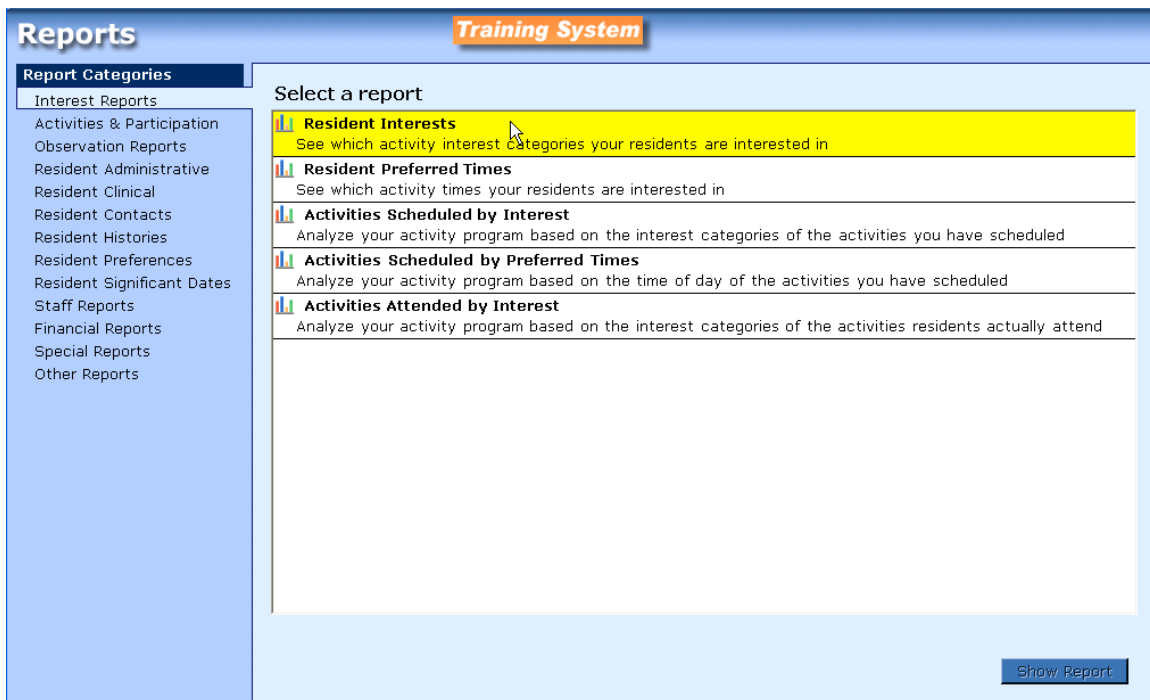 Reports
Training System
Report Categories
Interest Reports
Activities & Participation
Observation Reports
Resident Administrative
Resident Clinical
Resident Contacts
Resident Histories
Resident Preferences
Resident Significant Dates
Staff Reports
Financial Reports
Special Reports
Other Reports
Select a report
Resident Interests
See which activity interest categories your residents are interested in
Resident Preferred Times
See which activity times your residents are interested in
Activities Scheduled by Interest
Analyze your activity program based on the interest categories of the activities you have scheduled
Activities Scheduled by Preferred Times
Analyze your activity program based on the time of day of the activities you have scheduled
Activities Attended by Interest
Analyze your activity program based on the interest categories of the activities residents actually attend
Show Report